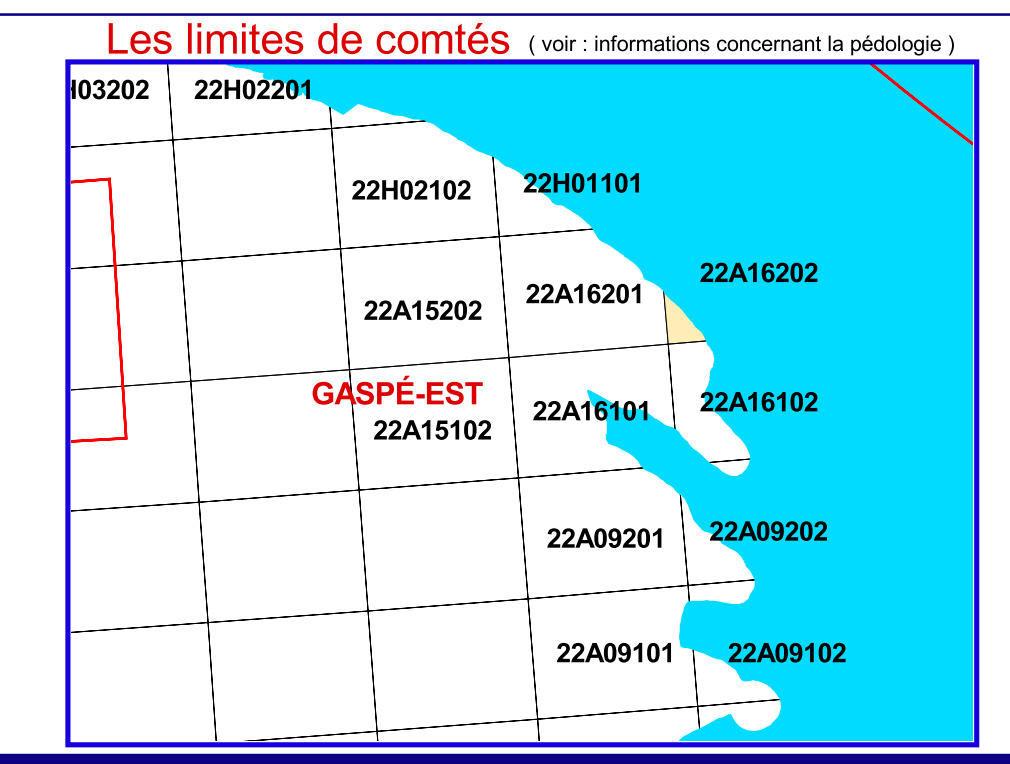 Les limites de comtés ( voir : informations concernant la pédologie )
H03202 22H02201
22H02102 22H01101
22A16202
22A15202 22A16201
GASPÉ-EST
22A15102 22A16101 22A16102
22A09201 22A09202
22A09101 22A09102